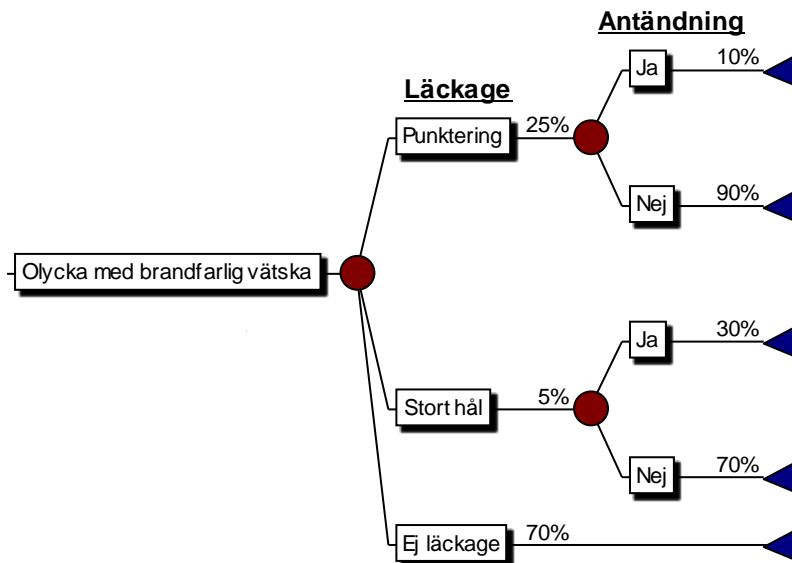 Antändning
Ja 10%
Läckage
Punktering 25%
Nej 90%
Olycka med brandfarlig vätska
Ja 30%
Stort hål 5%
Nej 70%
Ej läckage 70%